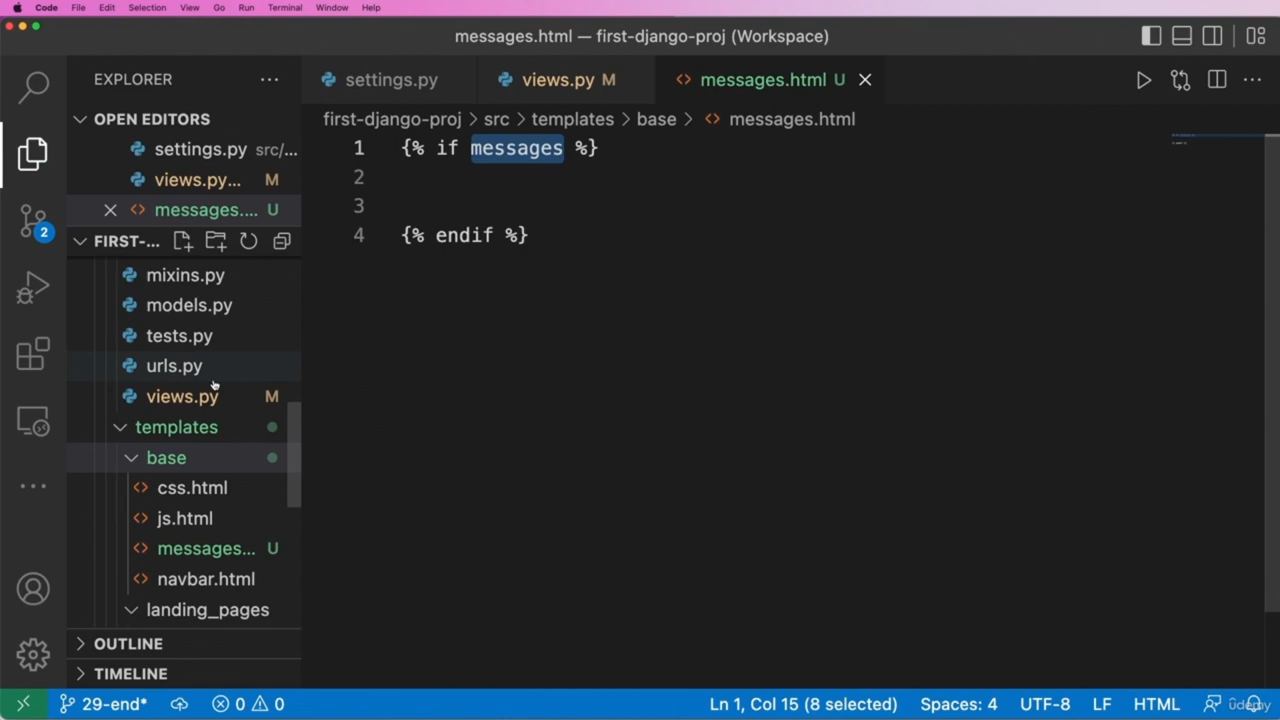 Code File Edit Selection View Go Run Terminal Window Help
messages.html — first-django-proj (Workspace)
EXPLORER
settings.py
views.py M
messages.html U
OPEN EDITORS
first-django-proj > src > templates > base > messages.html
settings.py src/...
views.py... M
messages.... U
1 {% if messages %}
2
3
4 {% endif %}
FIRST-...
2
mixins.py
models.py
tests.py
urls.py
views.py M
templates
base
css.html
js.html
messages... U
navbar.html
landing_pages
OUTLINE
TIMELINE
29-end* 0 0 Ln 1, Col 15 (8 selected) Spaces: 4 UTF-8 LF HTML
udemy